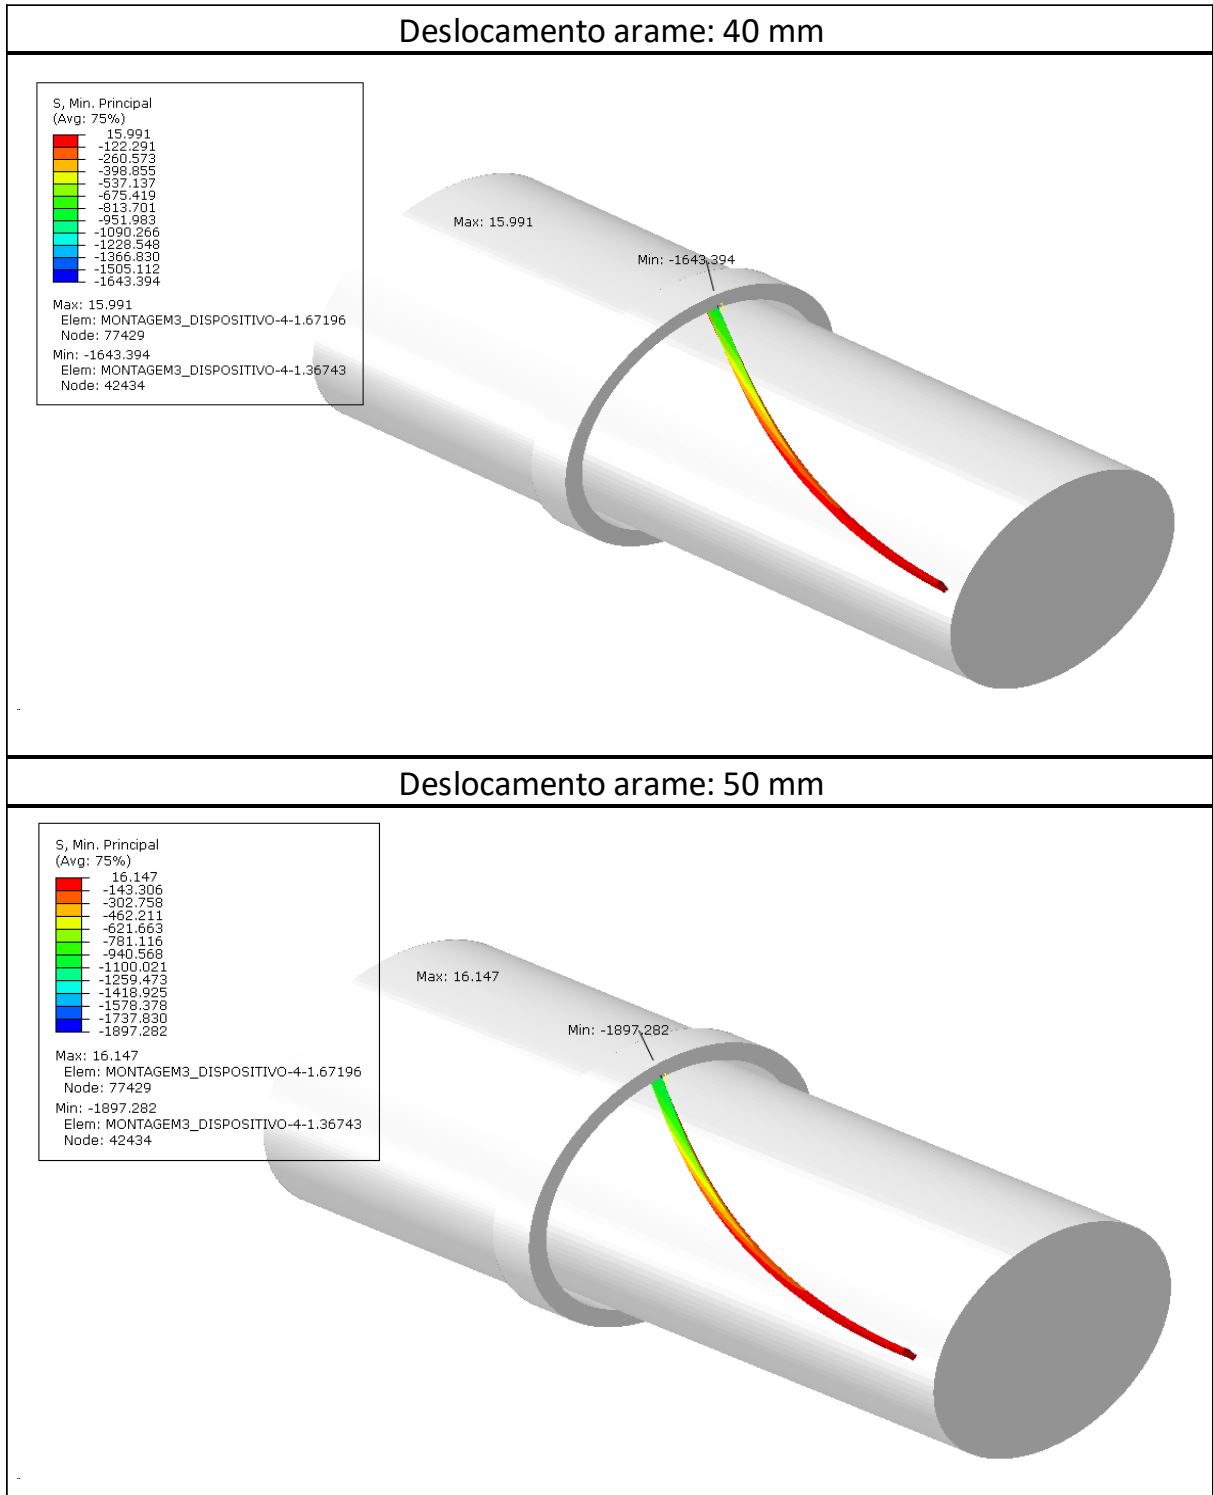 Deslocamento arame: 40 mm
S, Min. Principal
(Avg: 75%)
15.991
-122.291
-260.573
-398.855
-537.137
-675.419
-813.701
-951.983
-1090.266
-1228.548
-1366.830
-1505.112
-1643.394
Max: 15.991
Elem: MONTAGEM3_DISPOSITIVO-4-1.67196
Node: 77429
Min: -1643.394
Elem: MONTAGEM3_DISPOSITIVO-4-1.36743
Node: 42434
Max: 15.991
Min: -1643.394
Deslocamento arame: 50 mm
S, Min. Principal
(Avg: 75%)
16.147
-143.306
-302.758
-462.211
-621.663
-781.116
-940.568
-1100.021
-1259.473
-1418.925
-1578.378
-1737.830
-1897.282
Max: 16.147
Elem: MONTAGEM3_DISPOSITIVO-4-1.67196
Node: 77429
Min: -1897.282
Elem: MONTAGEM3_DISPOSITIVO-4-1.36743
Node: 42434
Max: 16.147
Min: -1897.282